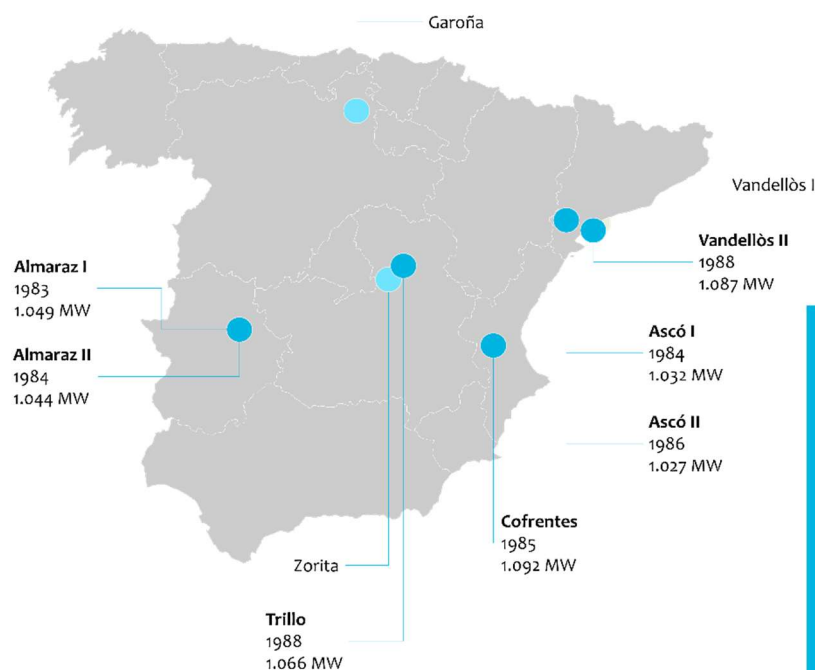 Garoña
Vandellòs I
Vandellòs II
1988
1.087 MW
Almaraz I
1983
1.049 MW
Almaraz II
1984
1.044 MW
Ascó I
1984
1.032 MW
Ascó II
1986
1.027 MW
Cofrentes
1985
1.092 MW
Zorita
Trillo
1988
1.066 MW